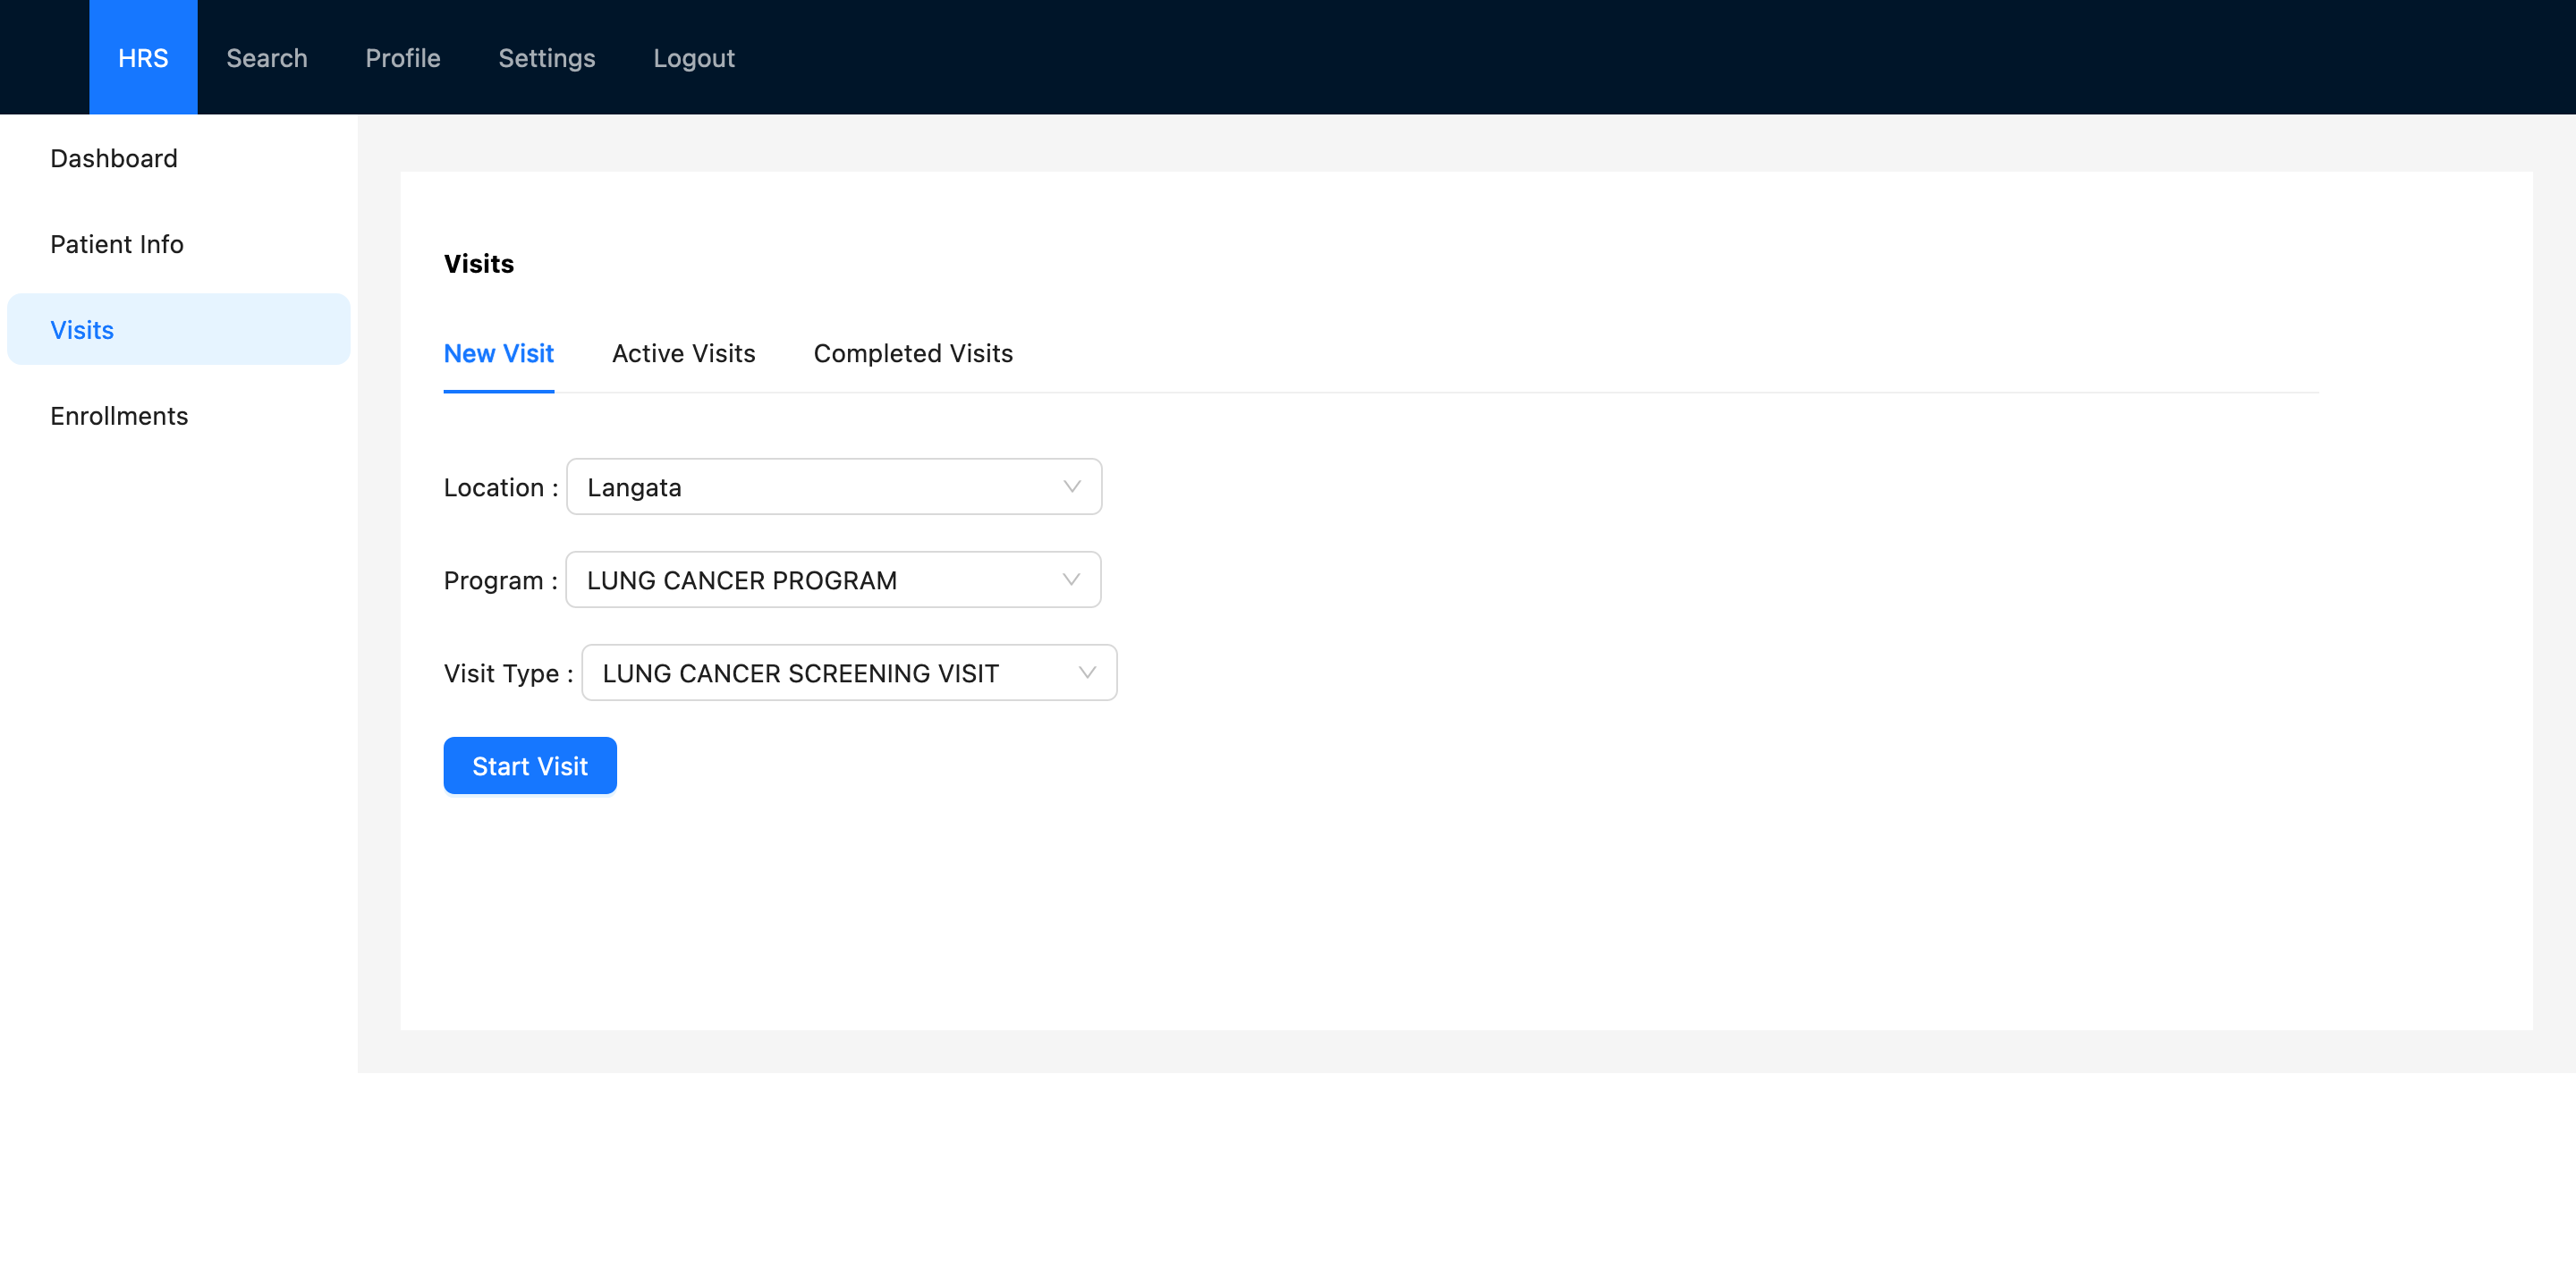 HRS Search Profile Settings Logout
Dashboard
Patient Info
Visits
Enrollments
Visits
New Visit Active Visits Completed Visits
Location : Langata
Program : LUNG CANCER PROGRAM
Visit Type : LUNG CANCER SCREENING VISIT
Start Visit